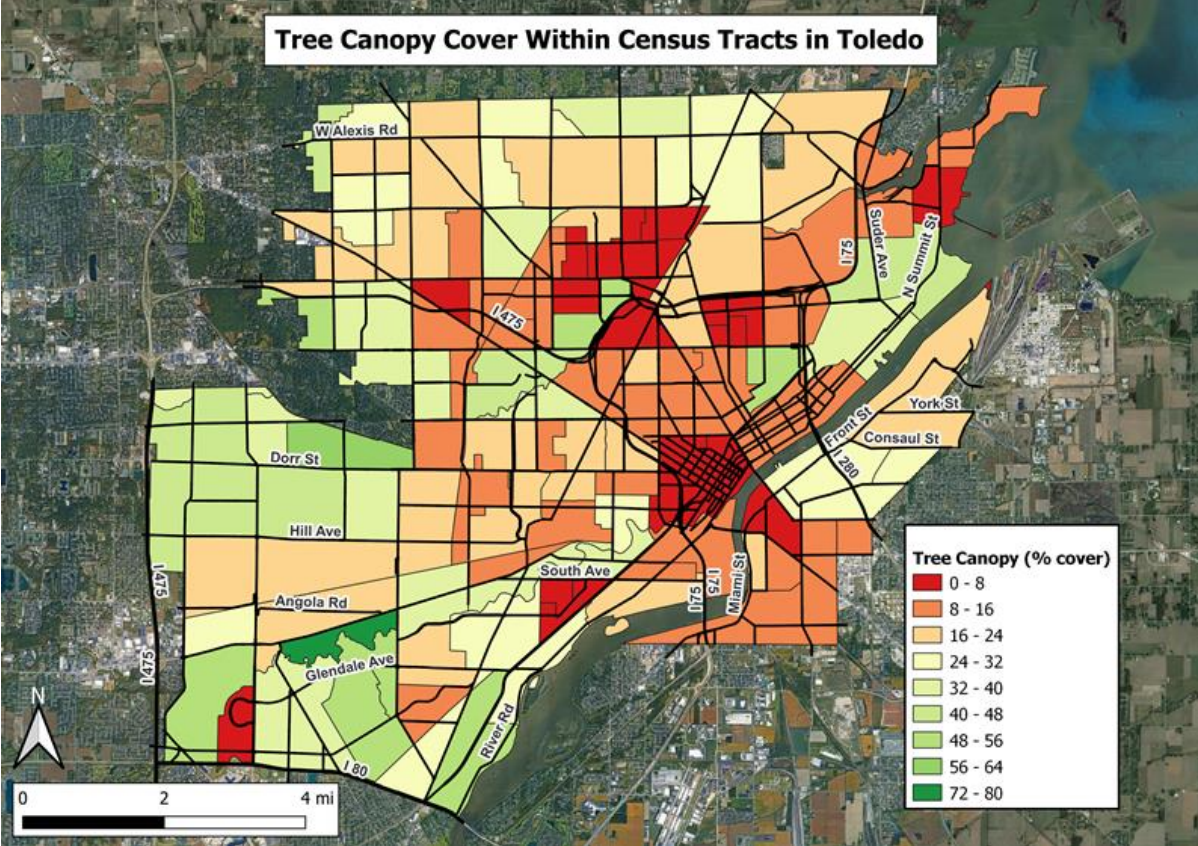 Tree Canopy Cover Within Census Tracts in Toledo
W Alexis Rd
I 75
Suder Ave
N Summit St
I 475
York St
Front St
Consaul St
Dorr St
I 280
Hill Ave
South Ave
I 475
Angola Rd
I 75
I 75
Miami St
I 475
Glendale Ave
River Rd
I 80
N
0 2 4 mi
Tree Canopy (% cover)
0 - 8
8 - 16
16 - 24
24 - 32
32 - 40
40 - 48
48 - 56
56 - 64
72 - 80